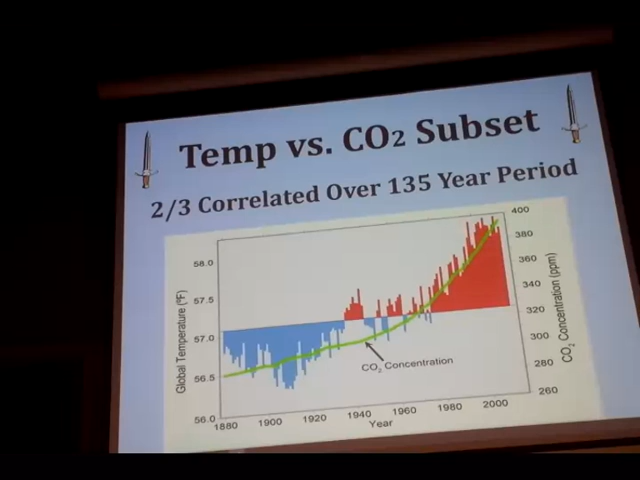 Temp vs. CO2 Subset
2/3 Correlated Over 135 Year Period
58.0
57.5
57.0
56.5
56.0
Global Temperature (°F)
400
380
360
340
320
300
280
260
CO2 Concentration (ppm)
CO2 Concentration
1880 1900 1920 1940 1960 1980 2000
Year